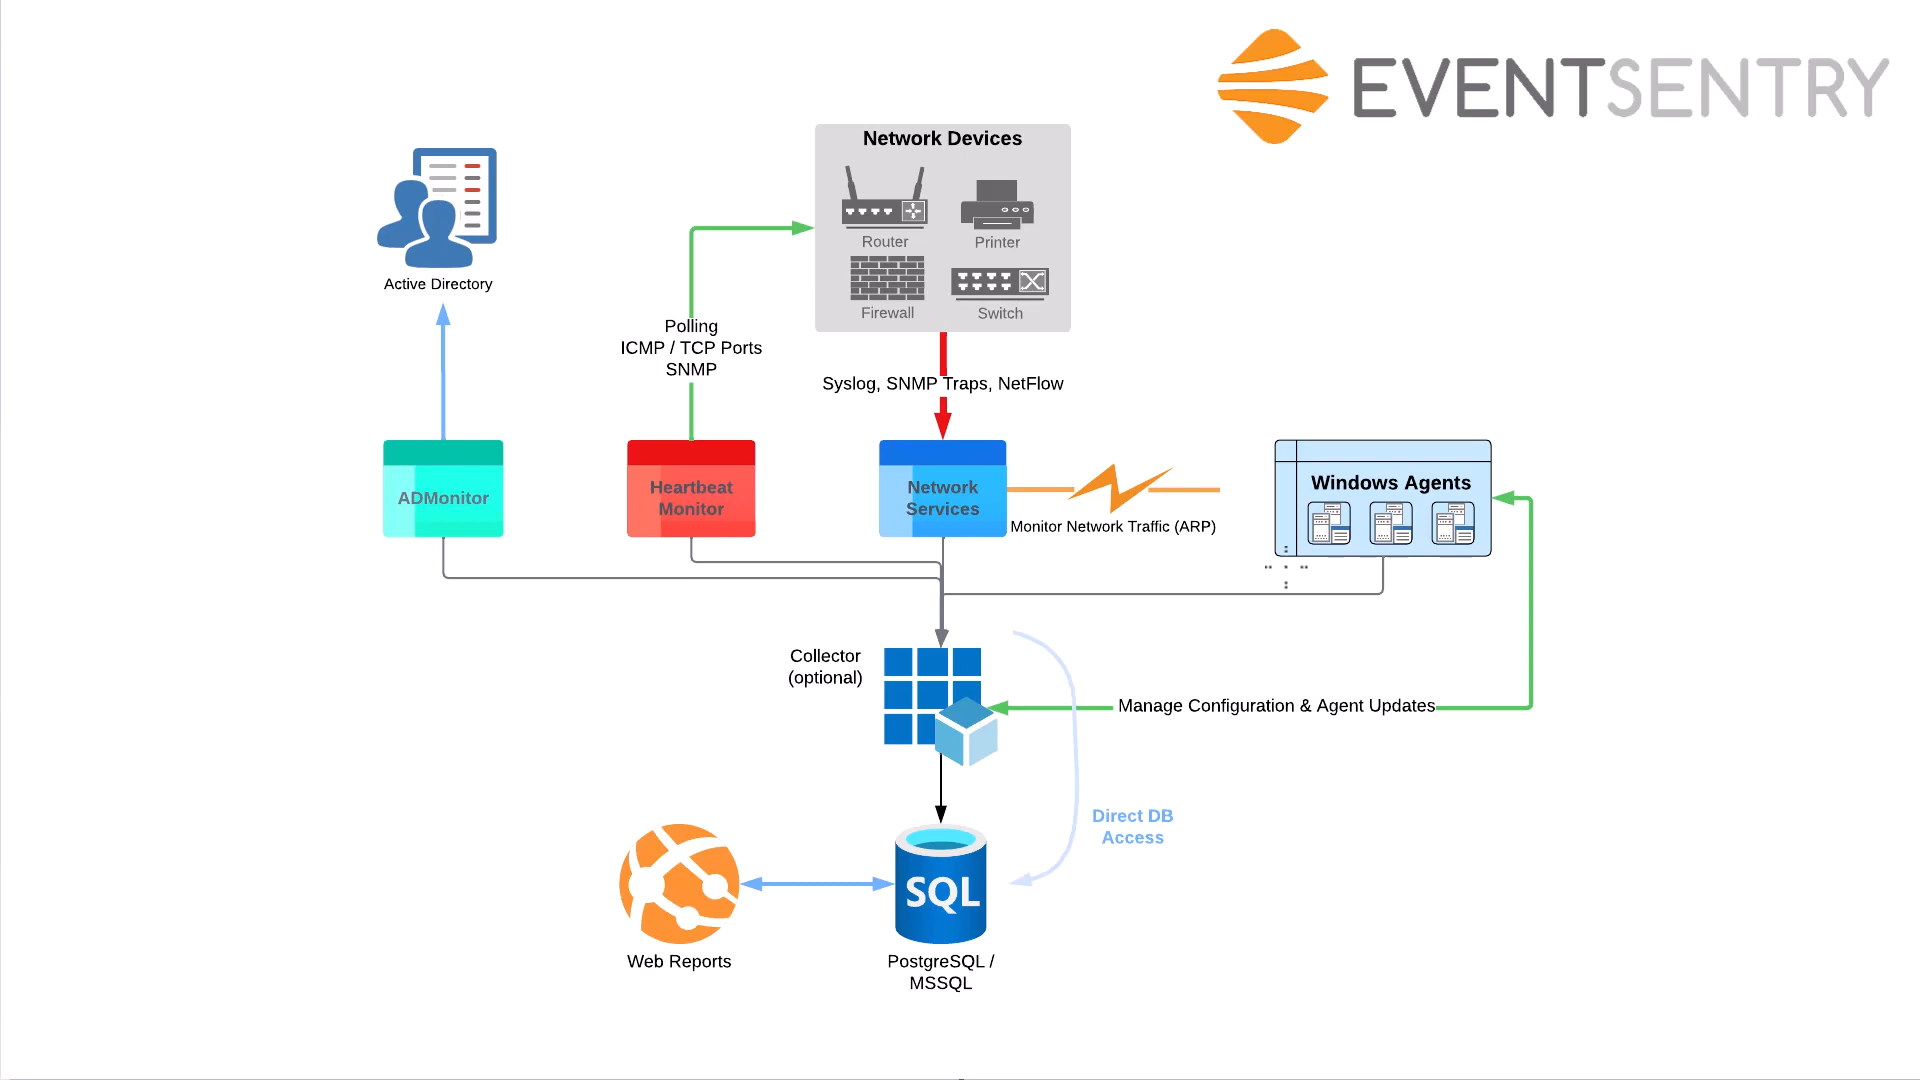 EVENTSENTRY
Network Devices
Router
Printer
Firewall
Switch
Active Directory
Polling
ICMP / TCP Ports
SNMP
Syslog, SNMP Traps, NetFlow
ADMonitor
Heartbeat
Monitor
Network
Services
Monitor Network Traffic (ARP)
Windows Agents
Collector
(optional)
Manage Configuration & Agent Updates
Direct DB
Access
SQL
Web Reports
PostgreSQL /
MSSQL